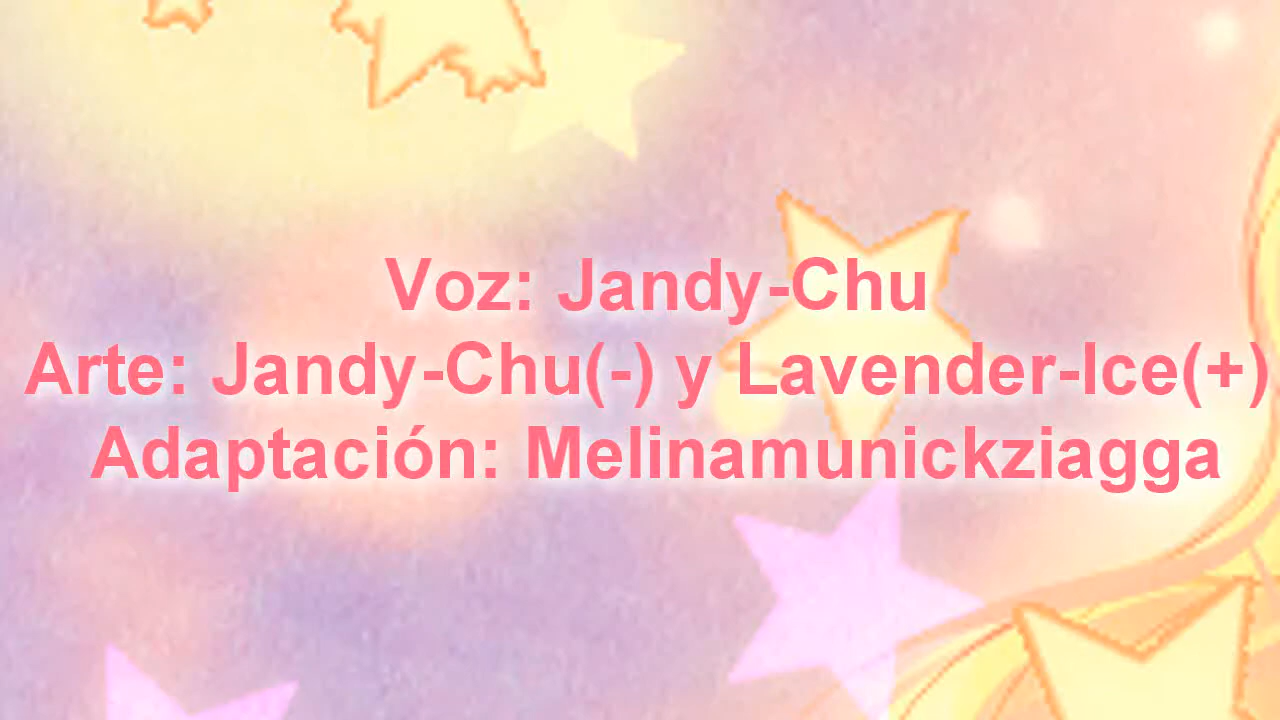 Voz: Jandy-Chu
Arte: Jandy-Chu(-) y Lavender-Ice(+)
Adaptación: Melinamunickziagga